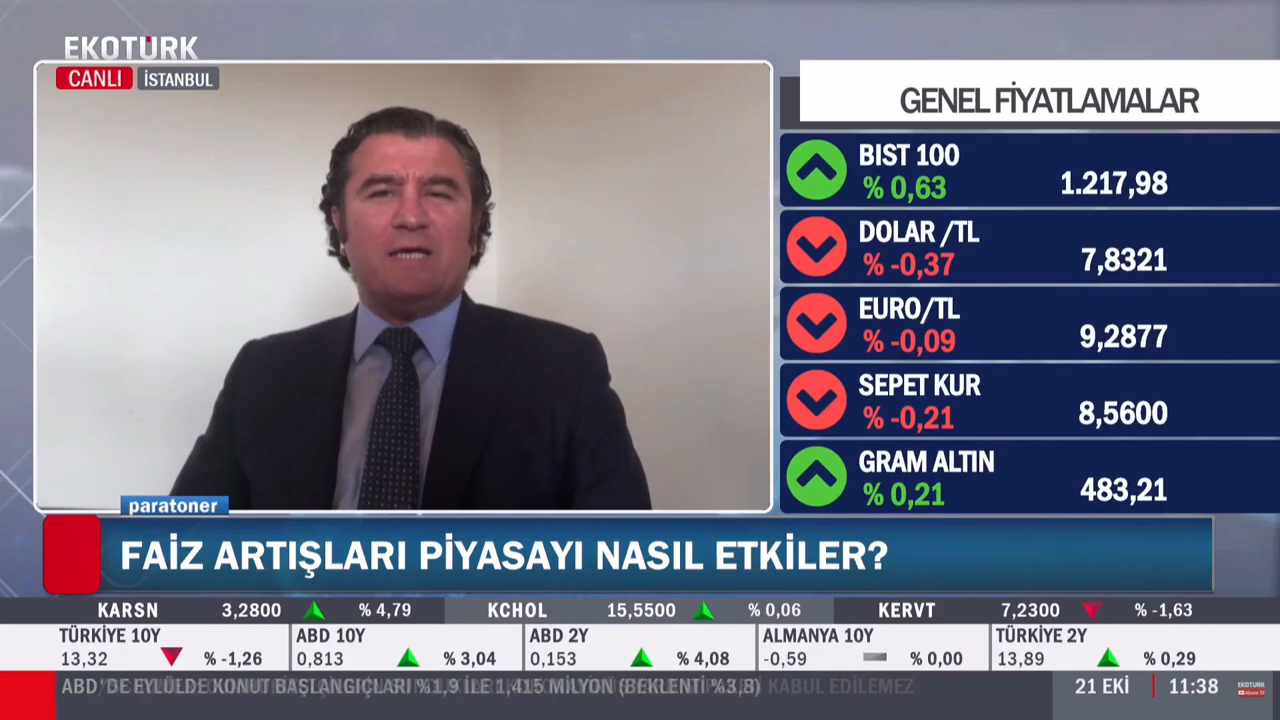 EKOTÜRK
CANLI İSTANBUL
GENEL FİYATLAMALAR
BIST 100
% 0,63 1.217,98
DOLAR /TL
% -0,37 7,8321
EURO/TL
% -0,09 9,2877
SEPET KUR
% -0,21 8,5600
GRAM ALTIN
% 0,21 483,21
paratoner
FAİZ ARTIŞLARI PİYASAYI NASIL ETKİLER?
KARSN 3,2800 % 4,79 KCHOL 15,5500 % 0,06 KERVT 7,2300 % -1,63
TÜRKİYE 10Y ABD 10Y ABD 2Y ALMANYA 10Y TÜRKİYE 2Y
13,32 % -1,26 0,813 % 3,04 0,153 % 4,08 -0,59 % 0,00 13,89 % 0,29
ABD 'DE EYLÜLDE KONUT BAŞLANGIÇLARI %1,9 İLE 1,415 MİLYON (BEKLENTİ %3,8) KABUL EDİLEMEZ
21 EKİ 11:38
EKOTÜRK
Abone Ol